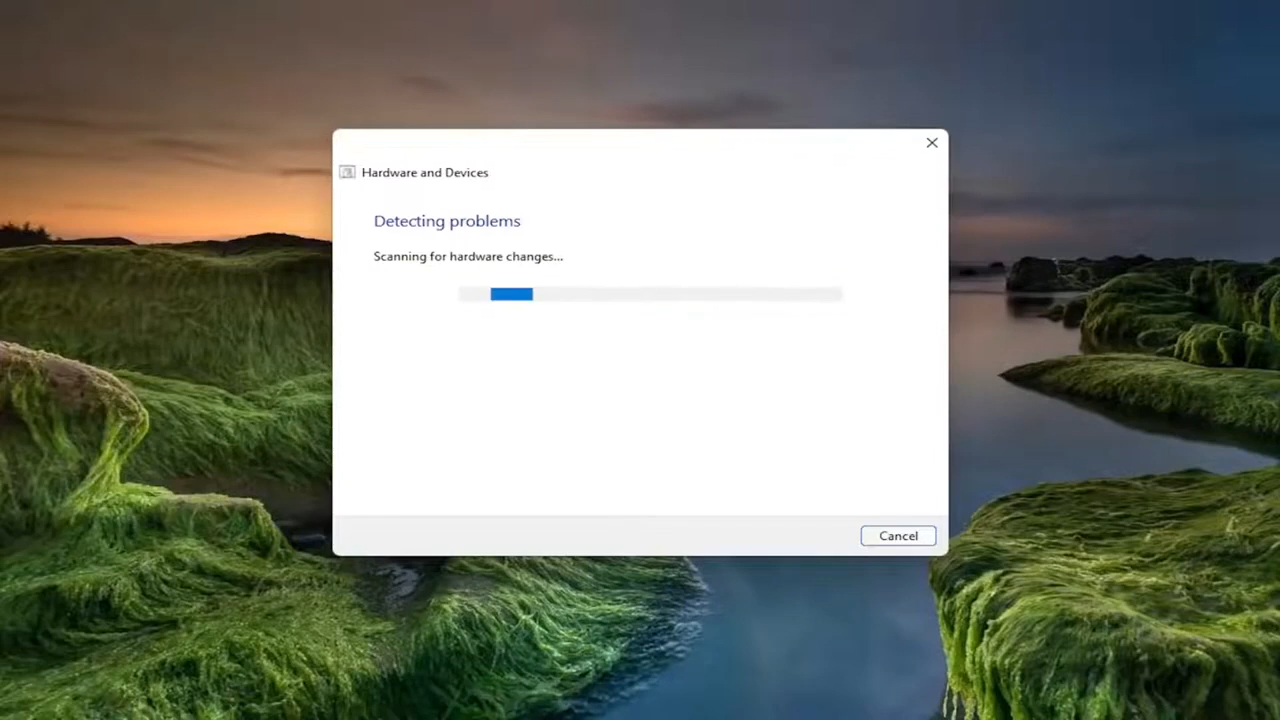 Hardware and Devices
Detecting problems
Scanning for hardware changes...
Cancel